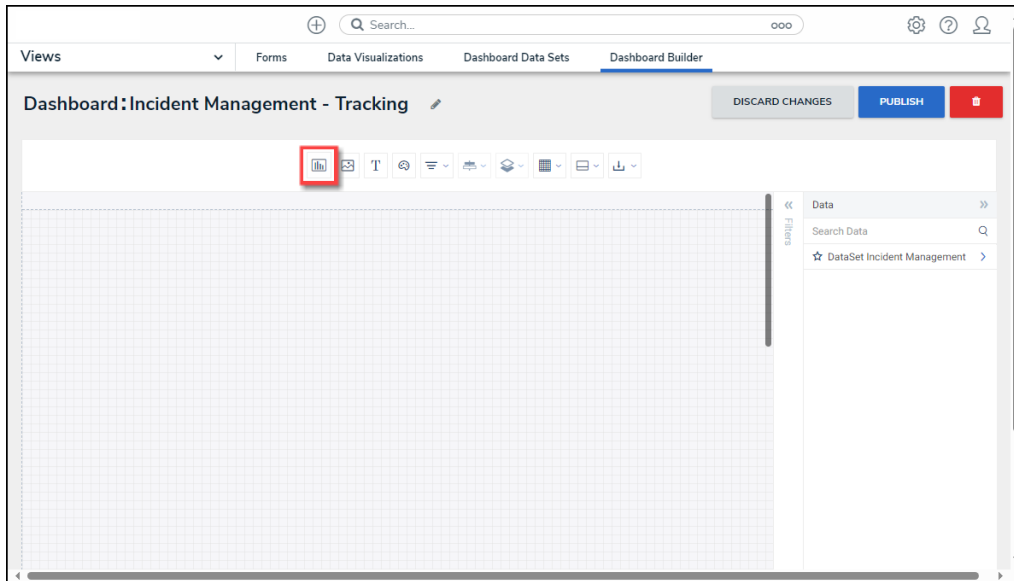 Search...
Views
Forms
Data Visualizations
Dashboard Data Sets
Dashboard Builder
Dashboard: Incident Management - Tracking
DISCARD CHANGES
PUBLISH
T
Filters
Data
Search Data
DataSet Incident Management